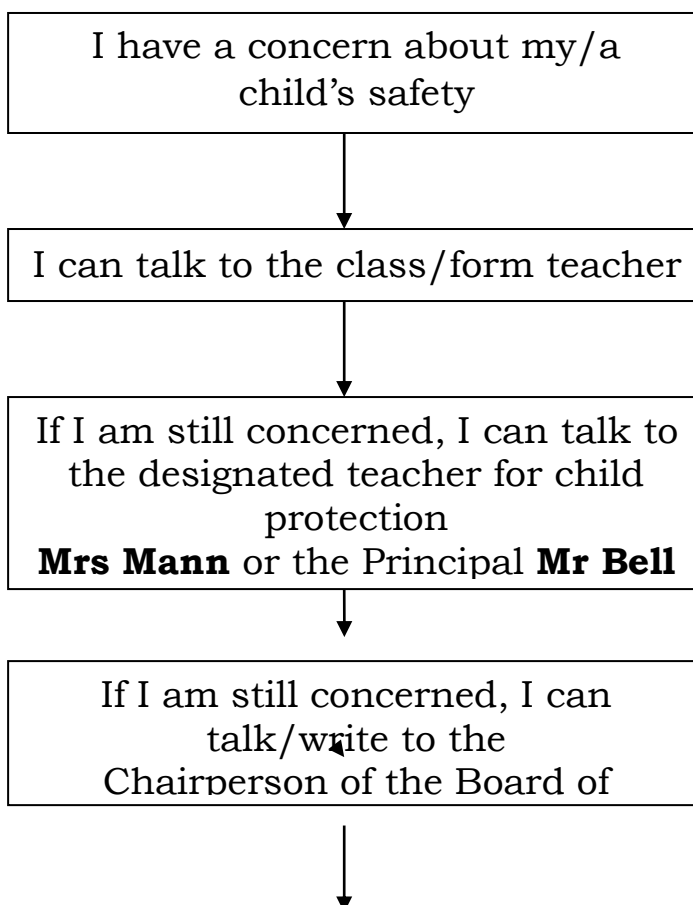 I have a concern about my/a
child’s safety
I can talk to the class/form teacher
If I am still concerned, I can talk to
the designated teacher for child
protection
Mrs Mann or the Principal Mr Bell
If I am still concerned, I can
talk/write to the
Chairperson of the Board of